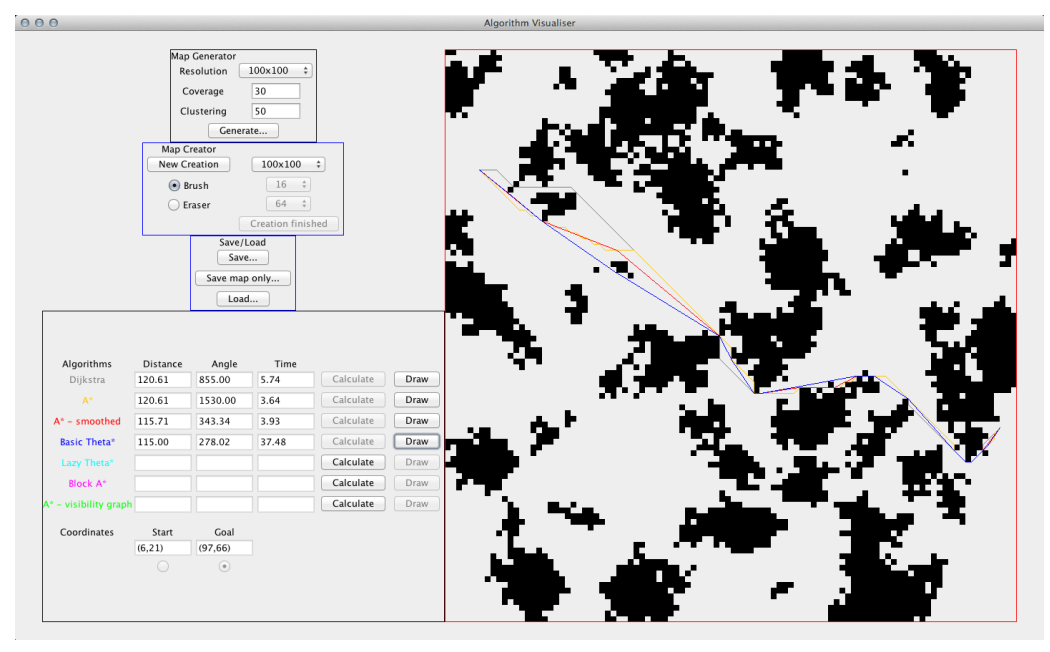 Algorithm Visualiser
Map Generator
Resolution 100x100
Coverage 30
Clustering 50
Generate...
Map Creator
New Creation 100x100
Brush 16
Eraser 64
Creation finished
Save/Load
Save...
Save map only...
Load...
Algorithms Distance Angle Time
Dijkstra 120.61 855.00 5.74 Calculate Draw
A* 120.61 1530.00 3.64 Calculate Draw
A* - smoothed 115.71 343.34 3.93 Calculate Draw
Basic Theta* 115.00 278.02 37.48 Calculate Draw
Lazy Theta* Calculate Draw
Block A* Calculate Draw
A* - visibility graph Calculate Draw
Coordinates Start Goal
(6,21) (97,66)